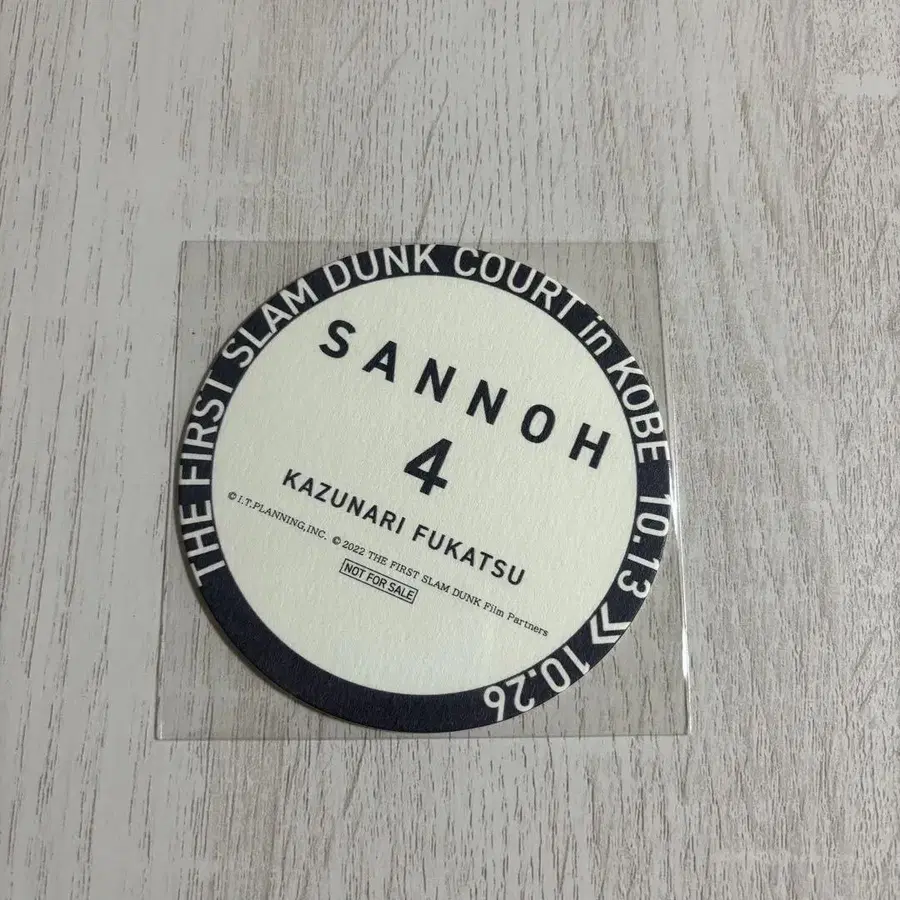 THE FIRST SLAM DUNK COURT in KOBE 10.13 >> 10.26
SANNOH
4
KAZUNARI FUKATSU
© I.T.PLANNING,INC. © 2022 THE FIRST SLAM DUNK Film Partners
NOT FOR SALE